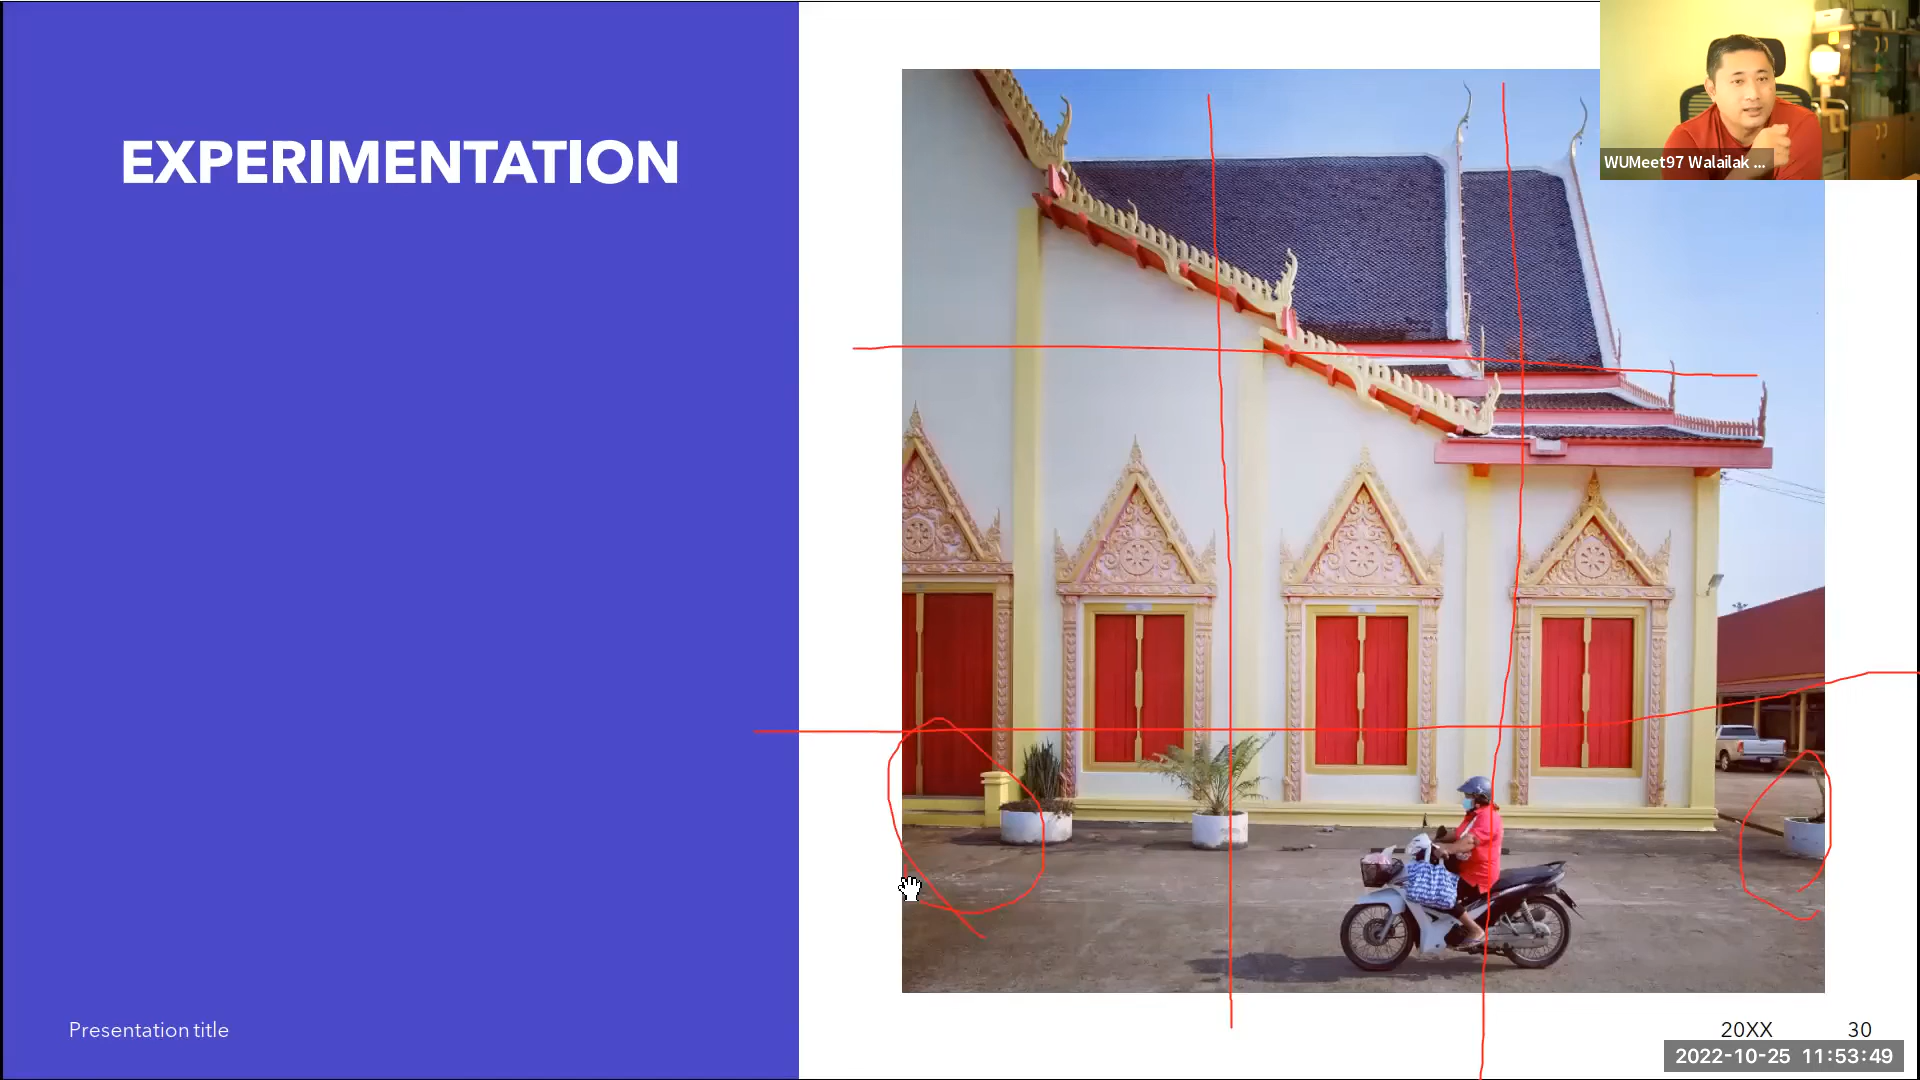 WUMeet97 Walailak ...
EXPERIMENTATION
Presentation title
20XX
30
2022-10-25 11:53:49